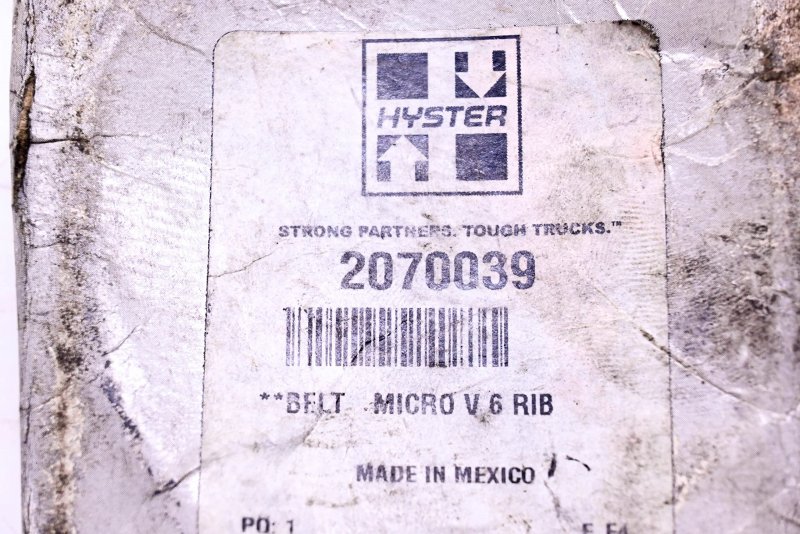 HYSTER
STRONG PARTNERS. TOUGH TRUCKS.™
2070039
**BELT MICRO V 6 RIB
MADE IN MEXICO
PO: 1